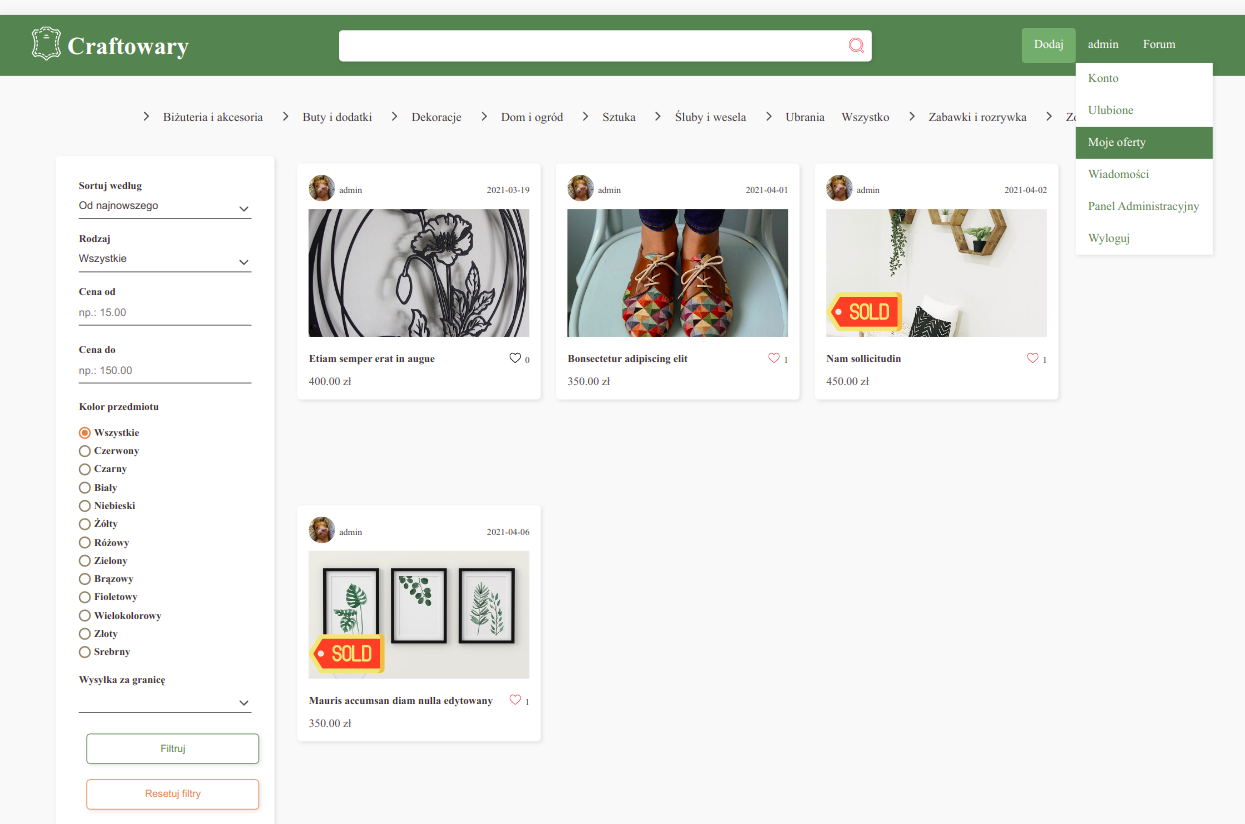 Craftowary
Dodaj admin Forum
Konto
Ulubione
Moje oferty
Wiadomości
Panel Administracyjny
Wyloguj
Biżuteria i akcesoria Buty i dodatki Dekoracje Dom i ogród Sztuka Śluby i wesela Ubrania Wszystko Zabawki i rozrywka
Sortuj według
Od najnowszego
Rodzaj
Wszystkie
Cena od
np.: 15.00
Cena do
np.: 150.00
Kolor przedmiotu
Wszystkie
Czerwony
Czarny
Biały
Niebieski
Żółty
Różowy
Zielony
Brązowy
Fioletowy
Wielokolorowy
Złoty
Srebrny
Wysyłka za granicę
Filtruj
Resetuj filtry
admin 2021-03-19
Etiam semper erat in augue 0
400.00 zł
admin 2021-04-01
Bonsectetur adipiscing elit 1
350.00 zł
admin 2021-04-02
SOLD
Nam sollicitudin 1
450.00 zł
admin 2021-04-06
SOLD
Mauris accumsan diam nulla edytowany 1
350.00 zł